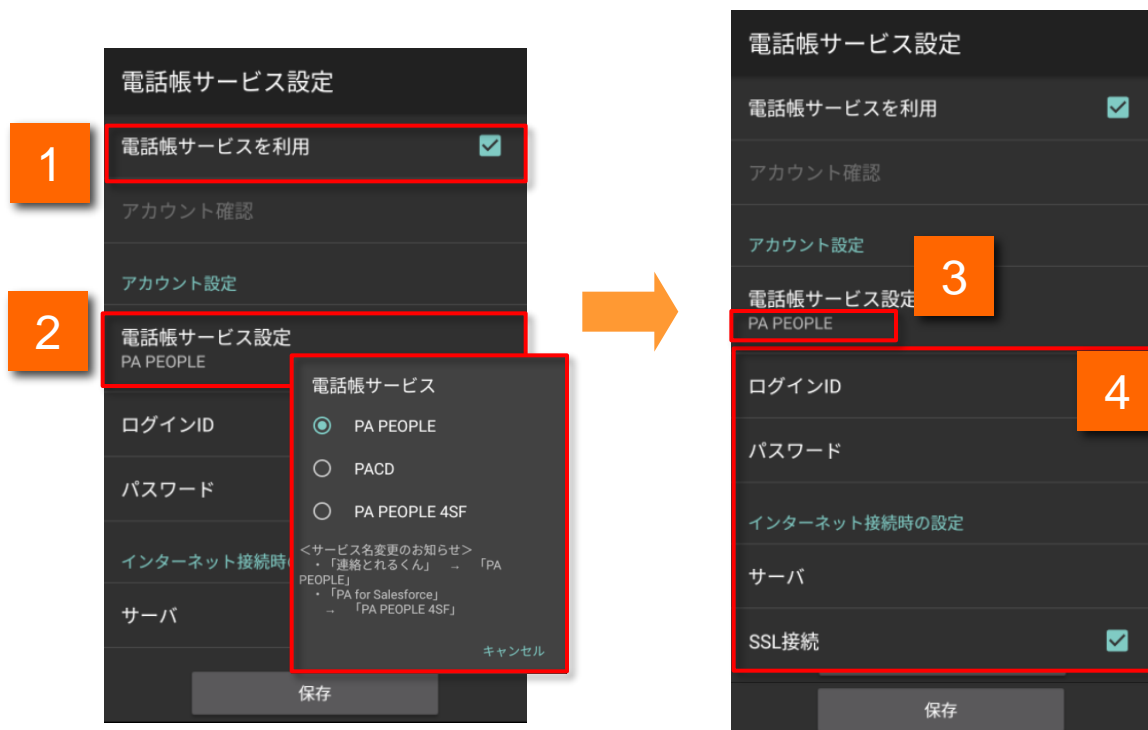 電話帳サービス設定
1
電話帳サービスを利用
アカウント確認
アカウント設定
2
電話帳サービス設定
PA PEOPLE
ログインID
パスワード
インターネット接続時
サーバ
保存
電話帳サービス
PA PEOPLE
PACD
PA PEOPLE 4SF
＜サービス名変更のお知らせ＞
・「連絡とれるくん」 → 「PA
PEOPLE」
・「PA for Salesforce」
→ 「PA PEOPLE 4SF」
キャンセル
電話帳サービス設定
電話帳サービスを利用
アカウント確認
アカウント設定
3
電話帳サービス設定
PA PEOPLE
4
ログインID
パスワード
インターネット接続時の設定
サーバ
SSL接続
保存